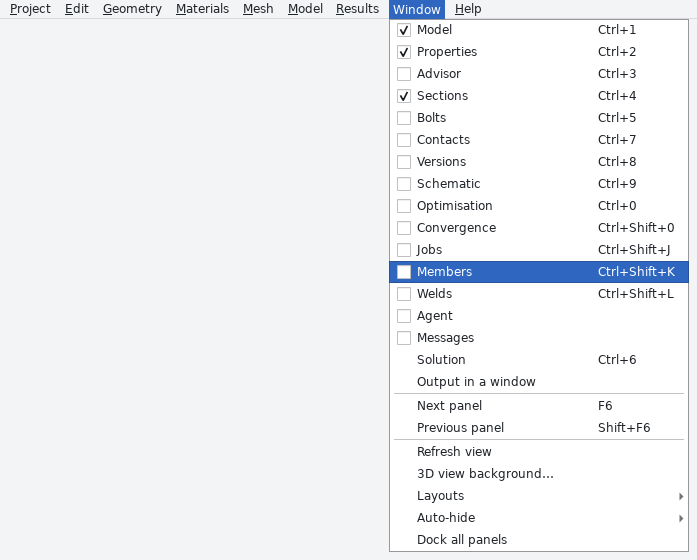 Project Edit Geometry Materials Mesh Model Results Window Help
Model Ctrl+1
Properties Ctrl+2
Advisor Ctrl+3
Sections Ctrl+4
Bolts Ctrl+5
Contacts Ctrl+7
Versions Ctrl+8
Schematic Ctrl+9
Optimisation Ctrl+0
Convergence Ctrl+Shift+0
Jobs Ctrl+Shift+J
Members Ctrl+Shift+K
Welds Ctrl+Shift+L
Agent
Messages
Solution Ctrl+6
Output in a window
Next panel F6
Previous panel Shift+F6
Refresh view
3D view background...
Layouts
Auto-hide
Dock all panels